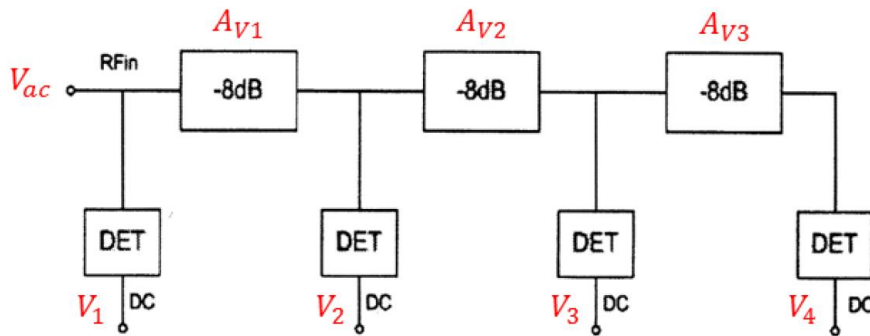 A_{V1} A_{V2} A_{V3}
RFin
V_{ac} -8dB -8dB -8dB
DET DET DET DET
V_1 DC V_2 DC V_3 DC V_4 DC